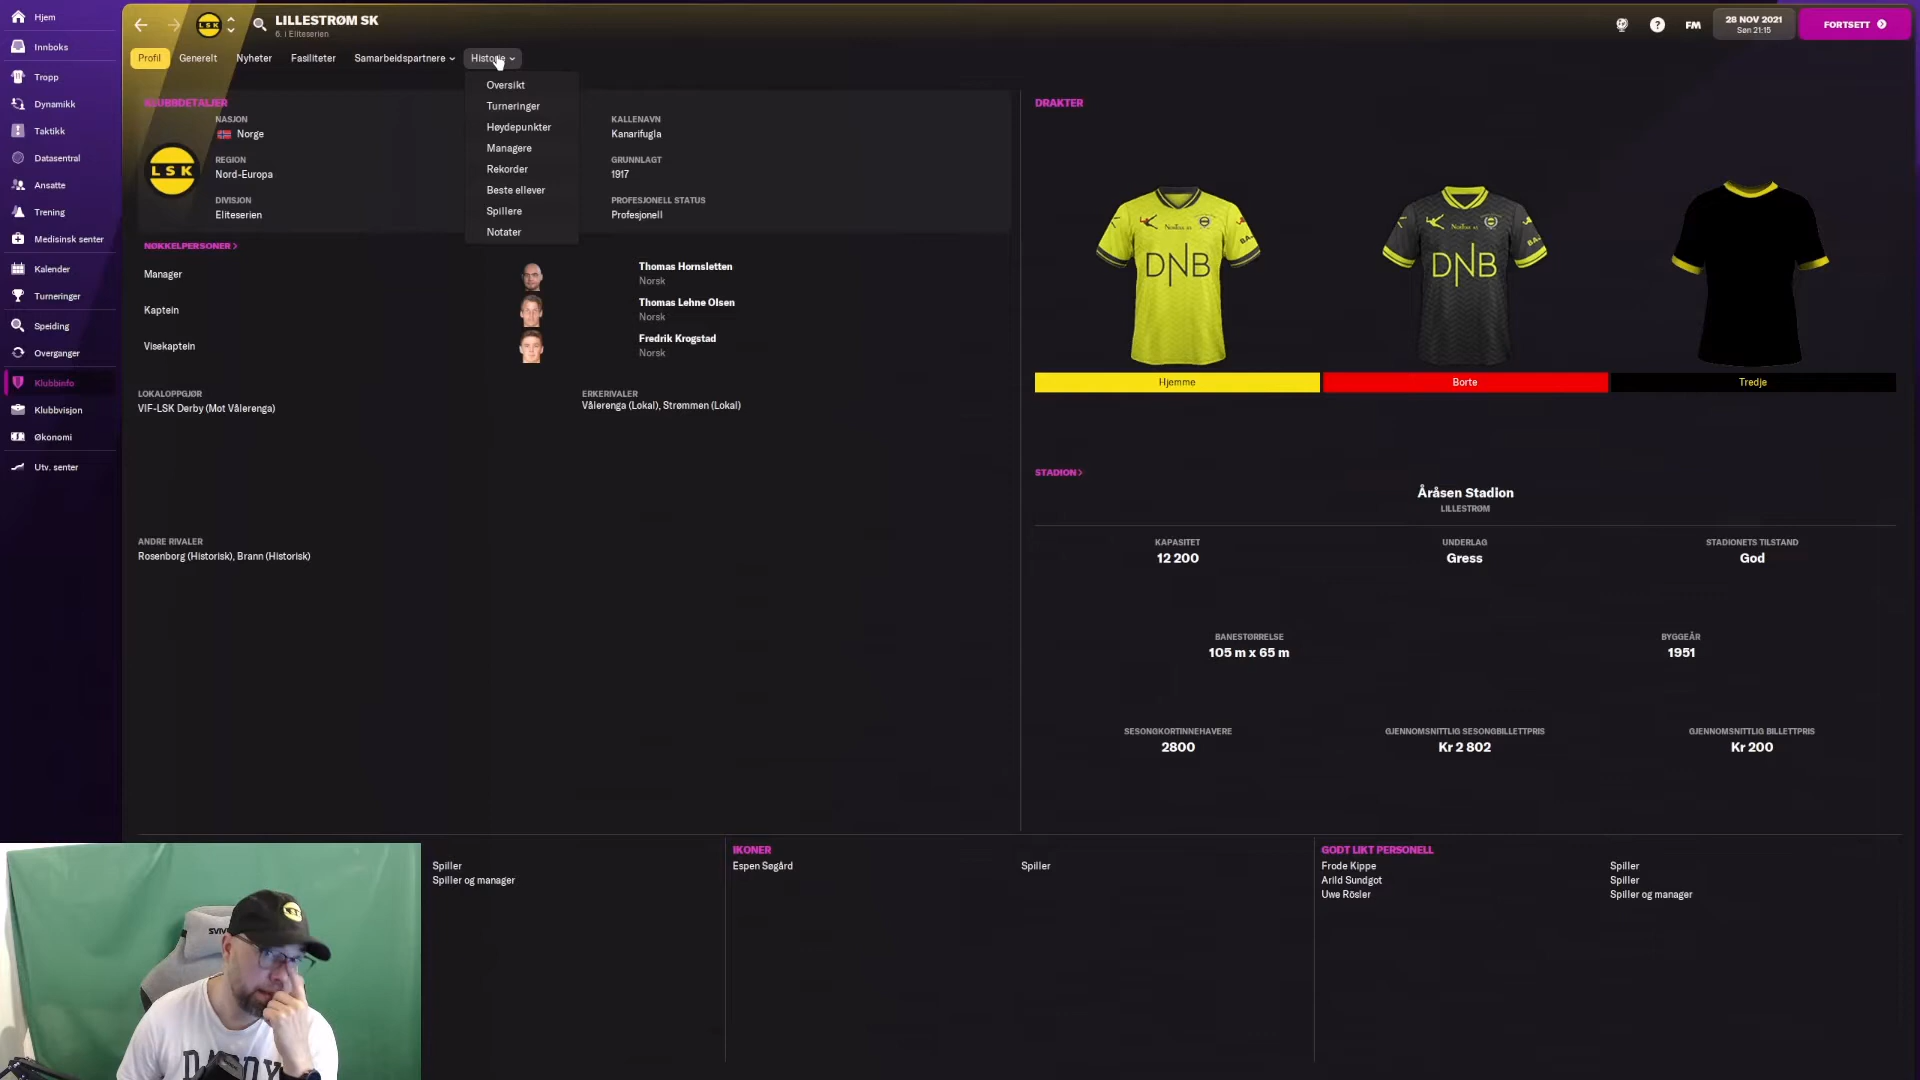 Hjem
Innboks
Tropp
Dynamikk
Taktikk
Datasentral
Ansatte
Trening
Medisinsk senter
Kalender
Turneringer
Speiding
Overganger
Klubbinfo
Klubbvisjon
Økonomi
Utv. senter
LSK
LILLESTRØM SK
6. I Eliteserien
FM
28 NOV 2021
Søn 21:15
FORTSETT
Profil
Generelt
Nyheter
Fasiliteter
Samarbeidspartnere
Historie
Oversikt
Turneringer
Høydepunkter
Managere
Rekorder
Beste ellever
Spillere
Notater
KLUBBDETALJER
LSK
NASJON
Norge
REGION
Nord-Europa
DIVISJON
Eliteserien
KALLENAVN
Kanarifugla
GRUNNLAGT
1917
PROFESJONELL STATUS
Profesjonell
NØKKELPERSONER >
Manager
Thomas Hornsletten
Norsk
Kaptein
Thomas Lehne Olsen
Norsk
Visekaptein
Fredrik Krogstad
Norsk
LOKALOPPGJØR
VIF-LSK Derby (Mot Vålerenga)
ERKERIVALER
Vålerenga (Lokal), Strømmen (Lokal)
ANDRE RIVALER
Rosenborg (Historisk), Brann (Historisk)
DRAKTER
DNB
DNB
Hjemme
Borte
Tredje
STADION >
Åråsen Stadion
LILLESTRØM
KAPASITET
12 200
UNDERLAG
Gress
STADIONETS TILSTAND
God
BANESTØRRELSE
105 m x 65 m
BYGGEÅR
1951
SESONGKORTINNEHAVERE
2800
GJENNOMSNITTLIG SESONGBILLETTPRIS
Kr 2 802
GJENNOMSNITTLIG BILLETTPRIS
Kr 200
Spiller
Spiller og manager
IKONER
Espen Søgård
Spiller
GODT LIKT PERSONELL
Frode Kippe
Spiller
Arild Sundgot
Spiller
Uwe Rösler
Spiller og manager